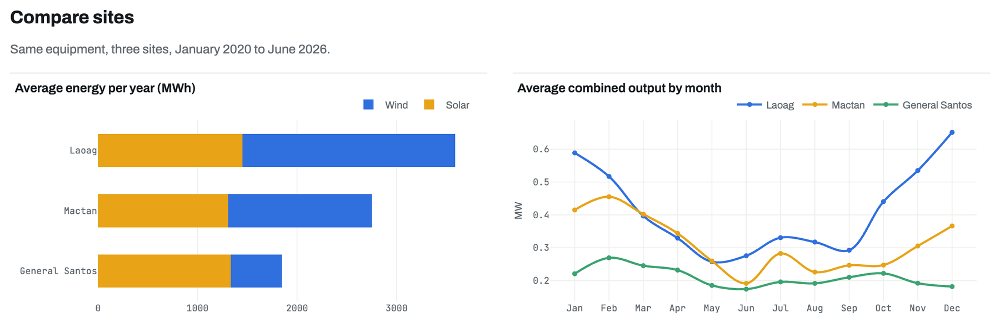 Compare sites
Same equipment, three sites, January 2020 to June 2026.
Average energy per year (MWh)
Wind Solar
Laoag
Mactan
General Santos
0 1000 2000 3000
Average combined output by month
Laoag Mactan General Santos
MW
0.6
0.5
0.4
0.3
0.2
Jan Feb Mar Apr May Jun Jul Aug Sep Oct Nov Dec